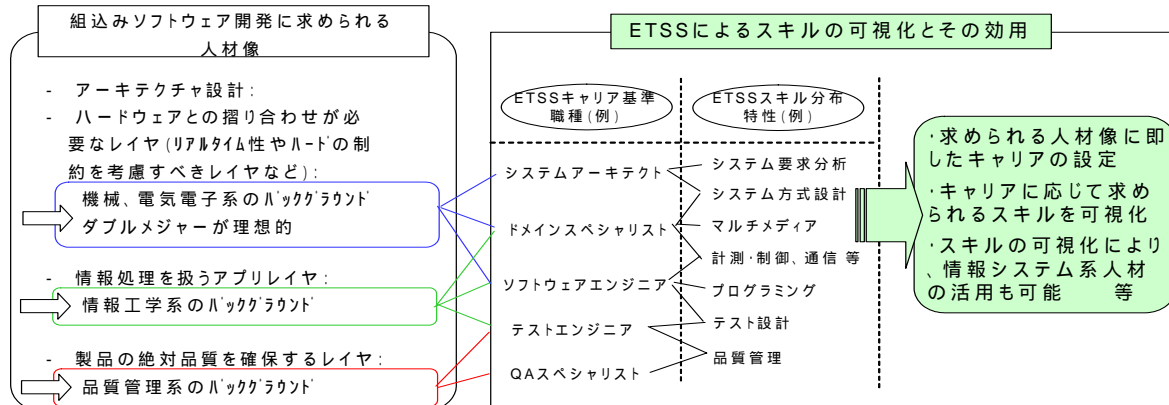 組込みソフトウェア開発に求められる
人材像
- アーキテクチャ設計:
- ハードウェアとの摺り合わせが必
要なレイヤ(ﾘｱﾙﾀｲﾑ性やﾊｰﾄﾞの制
約を考慮すべきレイヤなど):
機械、電気電子系のﾊﾞｯｸｸﾞﾗｳﾝﾄﾞ
ダブルメジャーが理想的
- 情報処理を扱うアプリレイヤ:
情報工学系のﾊﾞｯｸｸﾞﾗｳﾝﾄﾞ
- 製品の絶対品質を確保するレイヤ:
品質管理系のﾊﾞｯｸｸﾞﾗｳﾝﾄﾞ
ETSSによるスキルの可視化とその効用
ETSSキャリア基準
職種(例)
ETSSスキル分布
特性(例)
システムアーキテクト
ドメインスペシャリスト
ソフトウェアエンジニア
テストエンジニア
QAスペシャリスト
システム要求分析
システム方式設計
マルチメディア
計測・制御、通信 等
プログラミング
テスト設計
品質管理
・求められる人材像に即
したキャリアの設定
・キャリアに応じて求め
られるスキルを可視化
・スキルの可視化により
、情報システム系人材
の活用も可能 等